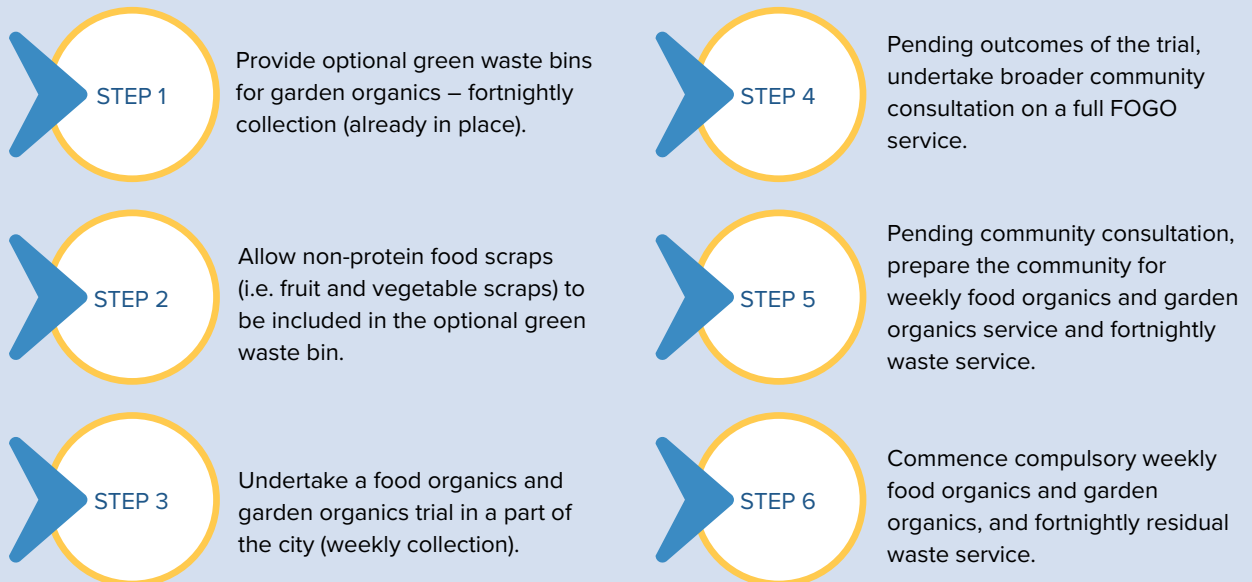 STEP 1
Provide optional green waste bins
for garden organics – fortnightly
collection (already in place).
STEP 2
Allow non-protein food scraps
(i.e. fruit and vegetable scraps) to
be included in the optional green
waste bin.
STEP 3
Undertake a food organics and
garden organics trial in a part of
the city (weekly collection).
STEP 4
Pending outcomes of the trial,
undertake broader community
consultation on a full FOGO
service.
STEP 5
Pending community consultation,
prepare the community for
weekly food organics and garden
organics service and fortnightly
waste service.
STEP 6
Commence compulsory weekly
food organics and garden
organics, and fortnightly residual
waste service.